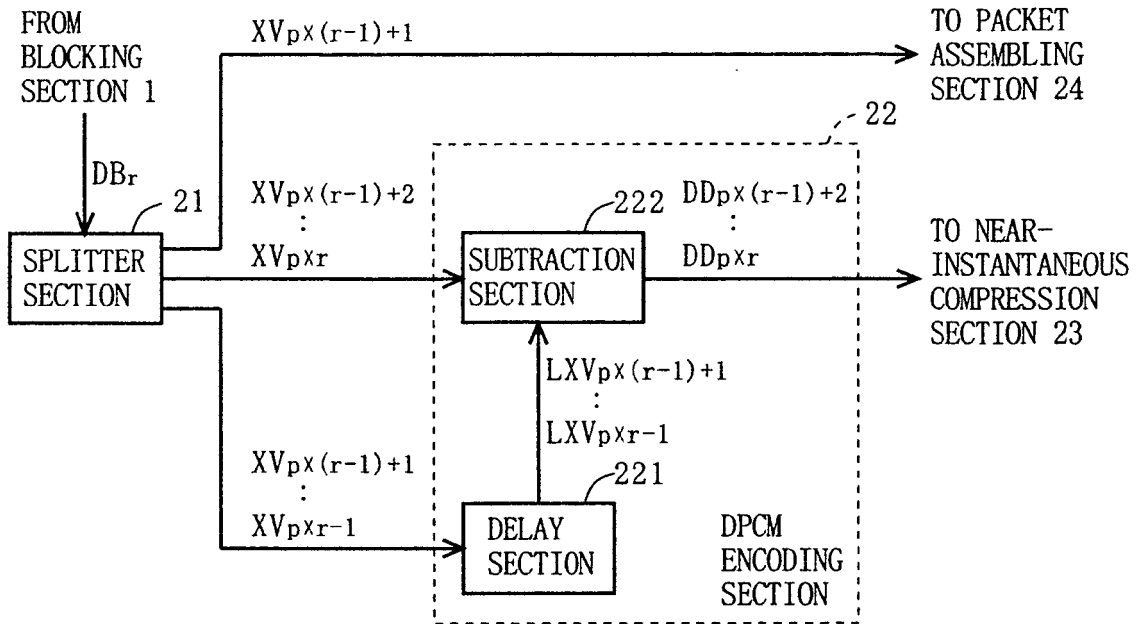 FROM
BLOCKING
SECTION 1
XVp×(r-1)+1
TO PACKET
ASSEMBLING
SECTION 24
22
DBr
21
XVp×(r-1)+2
:
XVp×r
222
DDp×(r-1)+2
:
DDp×r
SPLITTER
SECTION
SUBTRACTION
SECTION
TO NEAR-
INSTANTANEOUS
COMPRESSION
SECTION 23
LXVp×(r-1)+1
:
LXVp×r-1
XVp×(r-1)+1
:
XVp×r-1
221
DELAY
SECTION
DPCM
ENCODING
SECTION